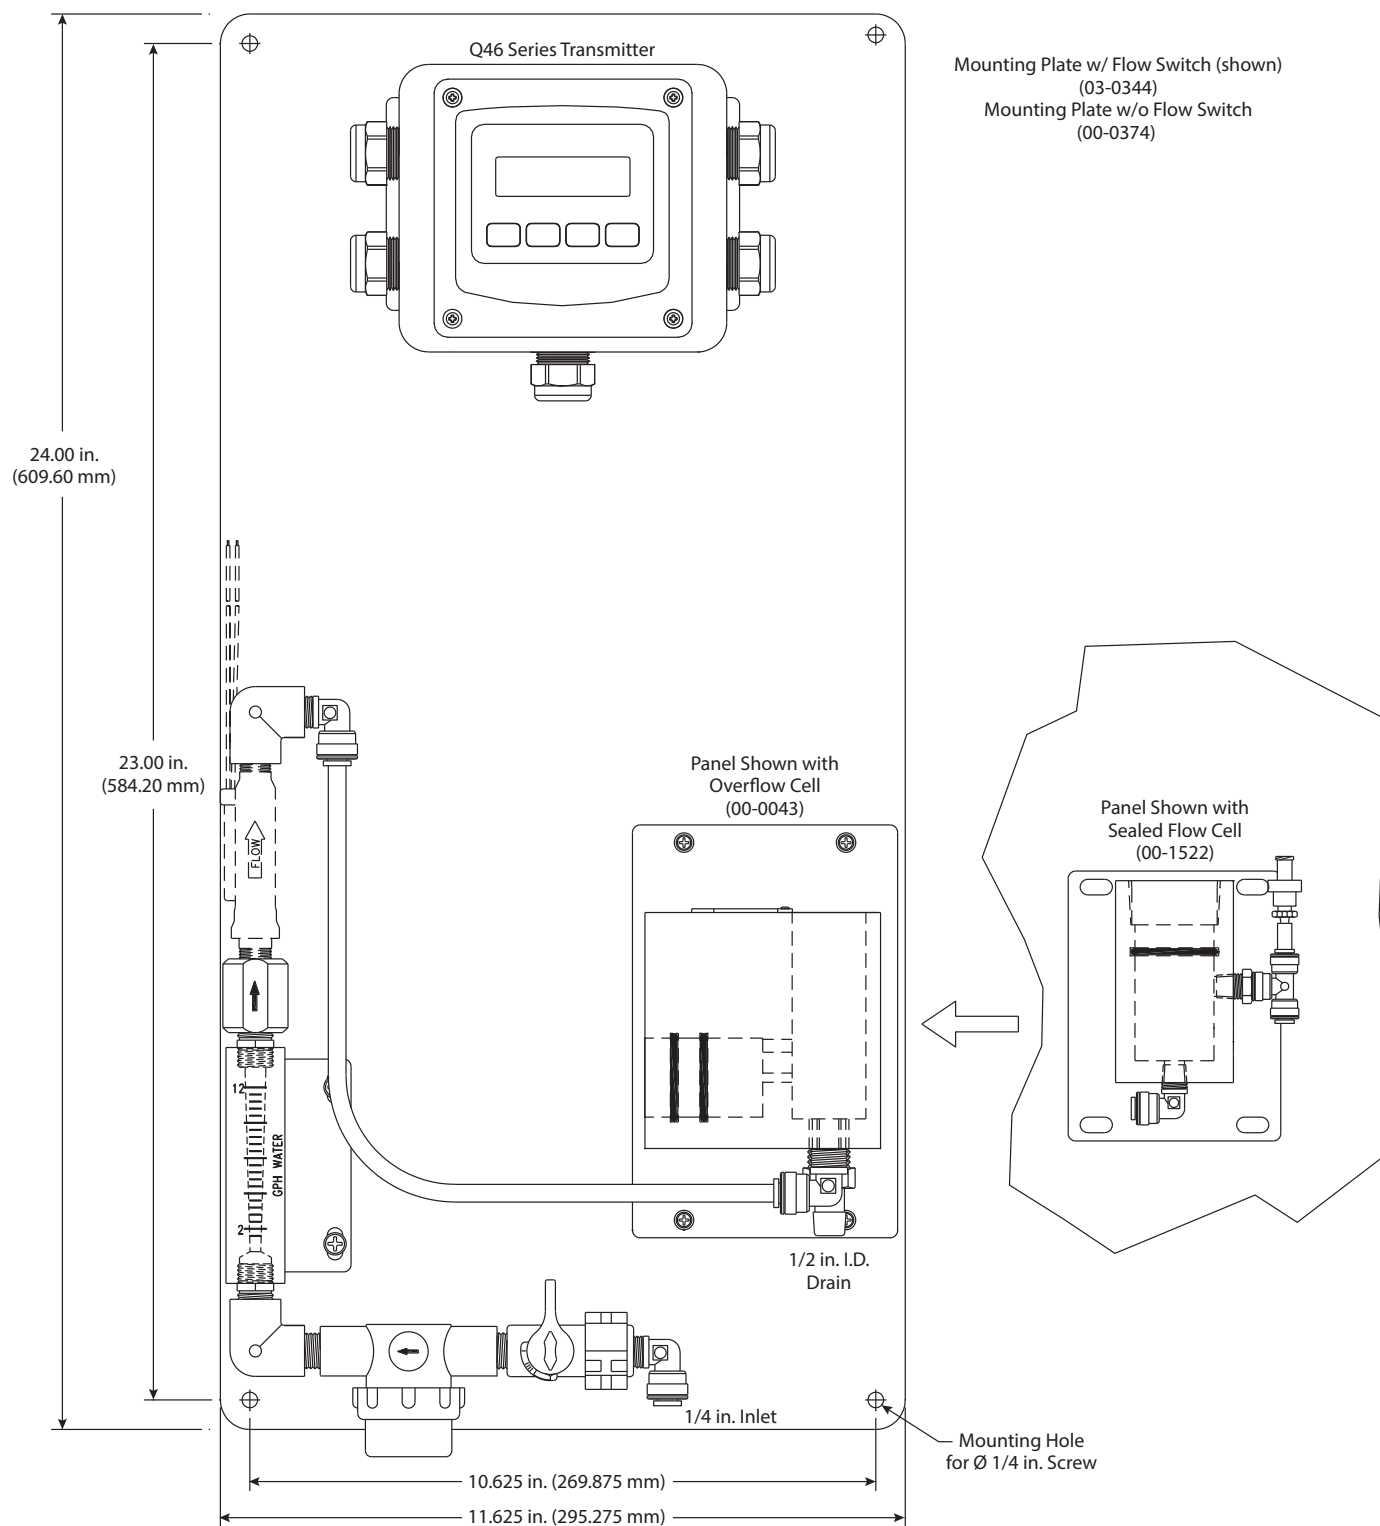 Q46 Series Transmitter
Mounting Plate w/ Flow Switch (shown)
(03-0344)
Mounting Plate w/o Flow Switch
(00-0374)
24.00 in.
(609.60 mm)
23.00 in.
(584.20 mm)
Panel Shown with
Overflow Cell
(00-0043)
Panel Shown with
Sealed Flow Cell
(00-1522)
FLOW
12
GPH WATER
2
1/2 in. I.D.
Drain
1/4 in. Inlet
Mounting Hole
for Ø 1/4 in. Screw
10.625 in. (269.875 mm)
11.625 in. (295.275 mm)